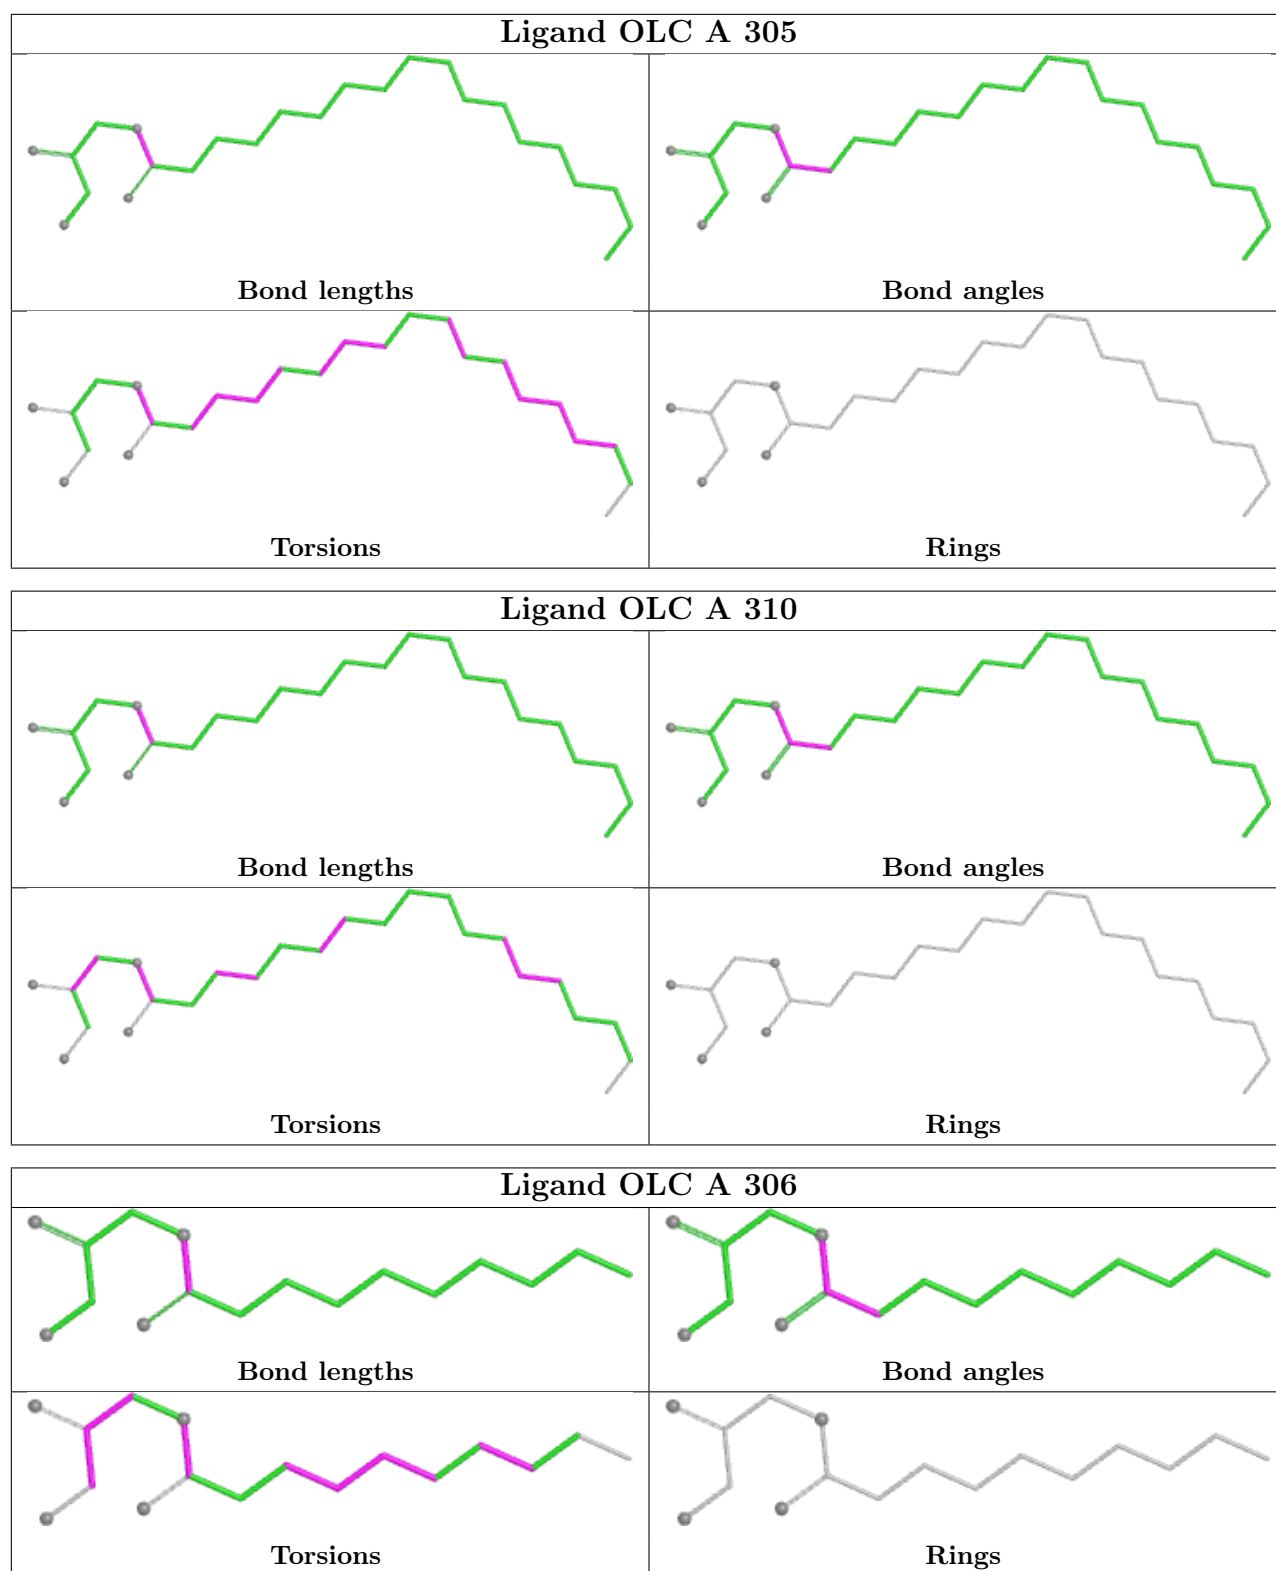 Ligand OLC A 305
Bond lengths
Bond angles
Torsions
Rings
Ligand OLC A 310
Bond lengths
Bond angles
Torsions
Rings
Ligand OLC A 306
Bond lengths
Bond angles
Torsions
Rings